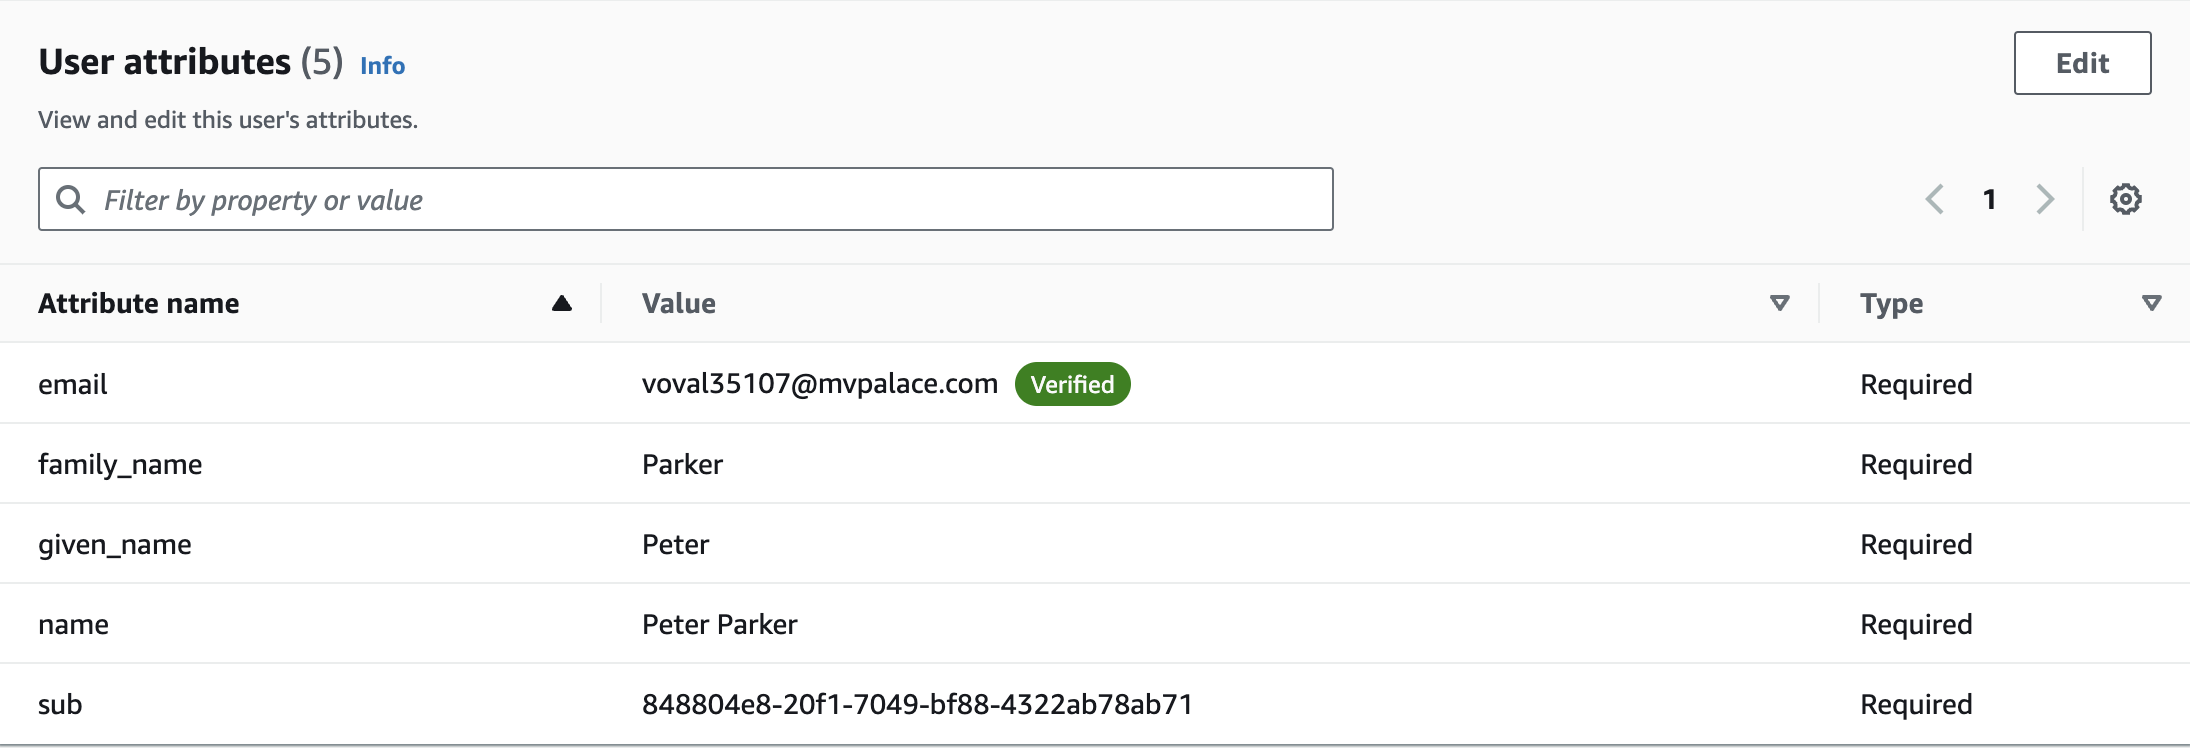 User attributes (5) Info
Edit
View and edit this user's attributes.
Filter by property or value
1
Attribute name Value Type
email voval35107@mvpalace.com Verified Required
family_name Parker Required
given_name Peter Required
name Peter Parker Required
sub 848804e8-20f1-7049-bf88-4322ab78ab71 Required